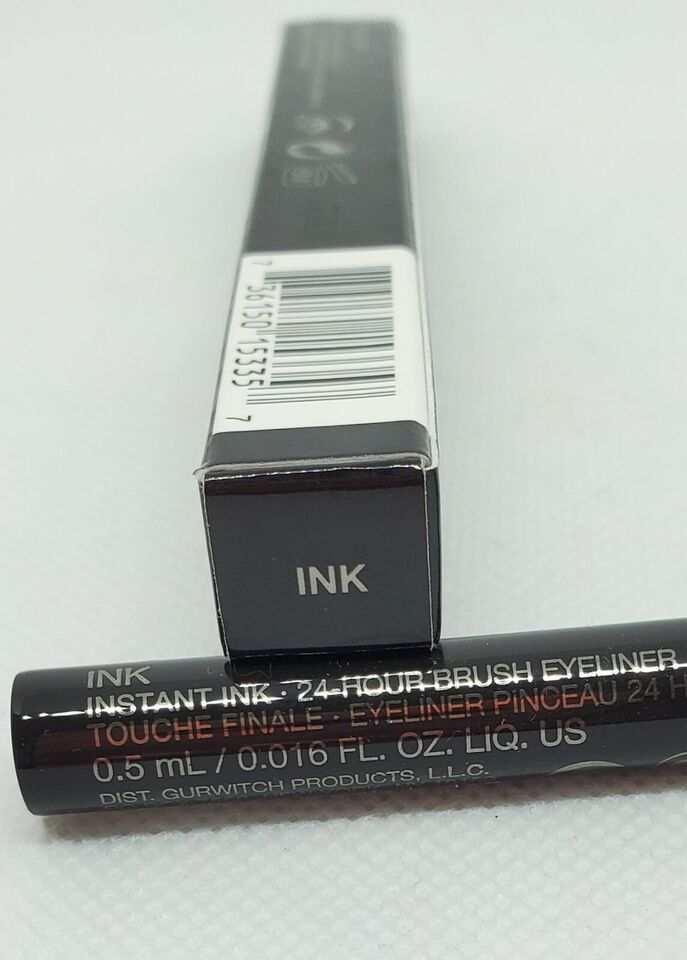 7 36150 15335 7
INK
INK
INSTANT INK · 24-HOUR BRUSH EYELINER
TOUCHE FINALE · EYELINER PINCEAU 24 H
0.5 mL / 0.016 FL. OZ. LIQ. US
DIST. GURWITCH PRODUCTS, L.L.C.